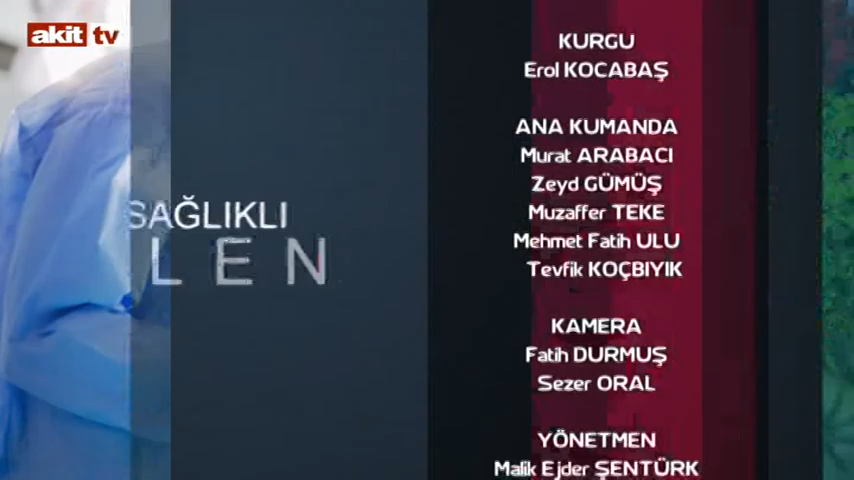 akit tv
SAĞLIKLI
LEN
KURGU
Erol KOCABAŞ
ANA KUMANDA
Murat ARABACI
Zeyd GÜMÜŞ
Muzaffer TEKE
Mehmet Fatih ULU
Tevfik KOÇBIYIK
KAMERA
Fatih DURMUŞ
Sezer ORAL
YÖNETMEN
Malik Ejder ŞENTÜRK